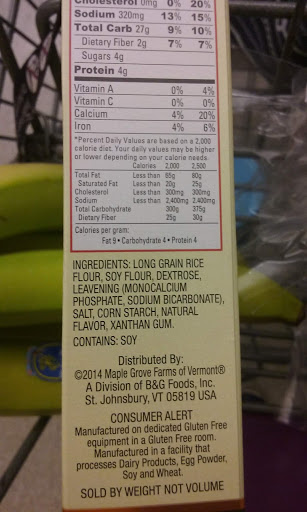 Cholesterol 0mg 0% 20%
Sodium 320mg 13% 15%
Total Carb 27g 9% 10%
Dietary Fiber 2g 7% 7%
Sugars 4g
Protein 4g
Vitamin A 0% 4%
Vitamin C 0% 0%
Calcium 4% 20%
Iron 4% 6%
*Percent Daily Values are based on a 2,000
calorie diet. Your daily values may be higher
or lower depending on your calorie needs.
Calories 2,000 2,500
Total Fat Less than 65g 80g
Saturated Fat Less than 20g 25g
Cholesterol Less than 300mg 300mg
Sodium Less than 2,400mg 2,400mg
Total Carbohydrate 300g 375g
Dietary Fiber 25g 30g
Calories per gram:
Fat 9 • Carbohydrate 4 • Protein 4
INGREDIENTS: LONG GRAIN RICE
FLOUR, SOY FLOUR, DEXTROSE,
LEAVENING (MONOCALCIUM
PHOSPHATE, SODIUM BICARBONATE),
SALT, CORN STARCH, NATURAL
FLAVOR, XANTHAN GUM.
CONTAINS: SOY
Distributed By:
©2014 Maple Grove Farms of Vermont®
A Division of B&G Foods, Inc.
St. Johnsbury, VT 05819 USA
CONSUMER ALERT
Manufactured on dedicated Gluten Free
equipment in a Gluten Free room.
Manufactured in a facility that
processes Dairy Products, Egg Powder,
Soy and Wheat.
SOLD BY WEIGHT NOT VOLUME